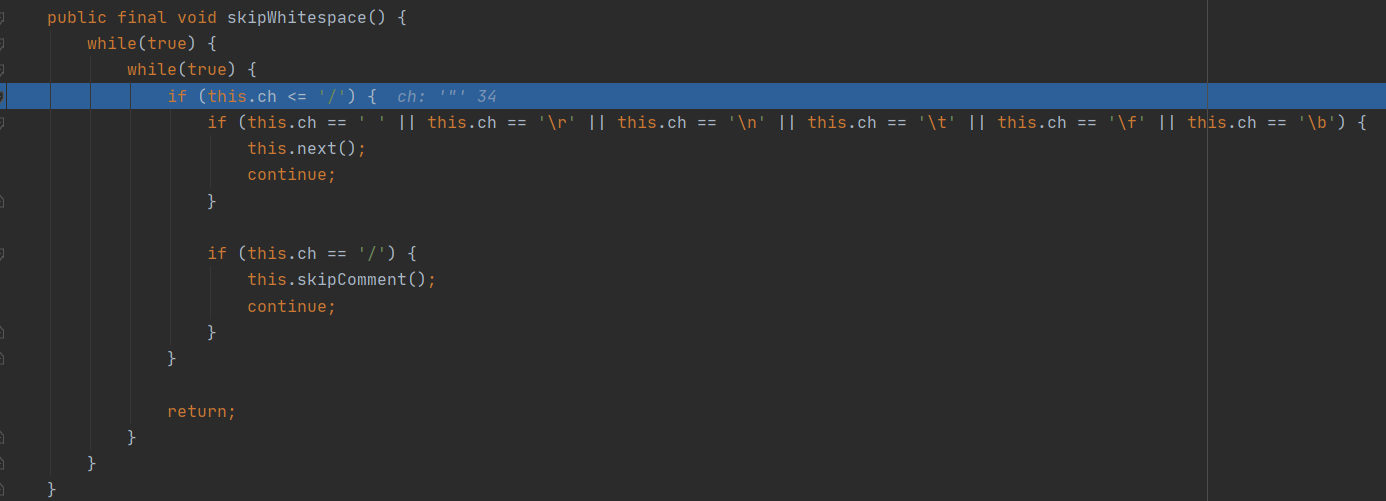 public final void skipWhitespace() {
while(true) {
while(true) {
if (this.ch <= '/') {  ch: '"' 34
if (this.ch == ' ' || this.ch == '\r' || this.ch == '\n' || this.ch == '\t' || this.ch == '\f' || this.ch == '\b') {
this.next();
continue;
}
if (this.ch == '/') {
this.skipComment();
continue;
}
}
return;
}
}
}